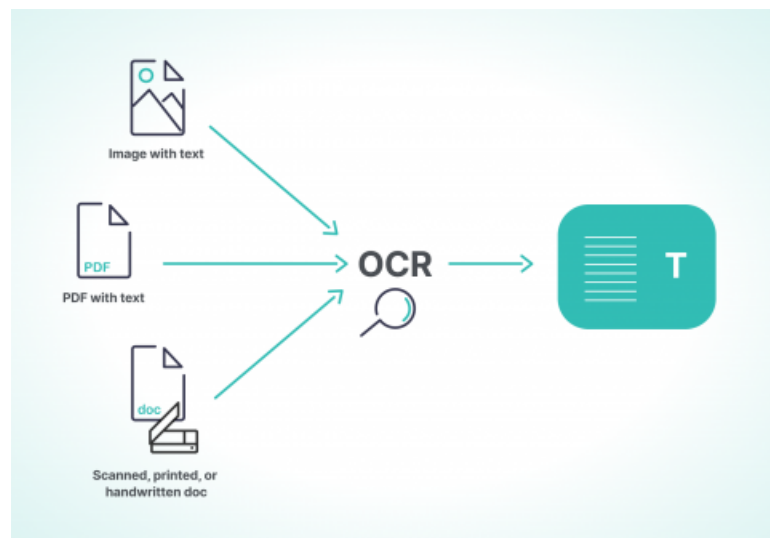 Image with text
PDF
PDF with text
OCR
T
doc
Scanned, printed, or
handwritten doc